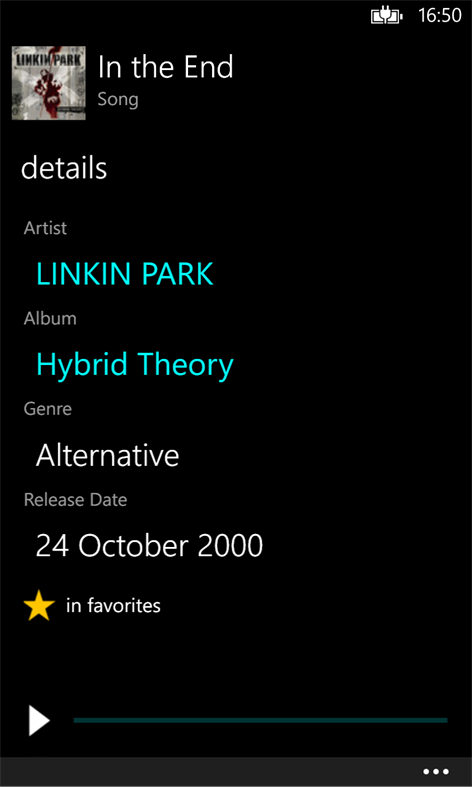 16:50
LINKIN PARK
In the End
Song
details
Artist
LINKIN PARK
Album
Hybrid Theory
Genre
Alternative
Release Date
24 October 2000
in favorites